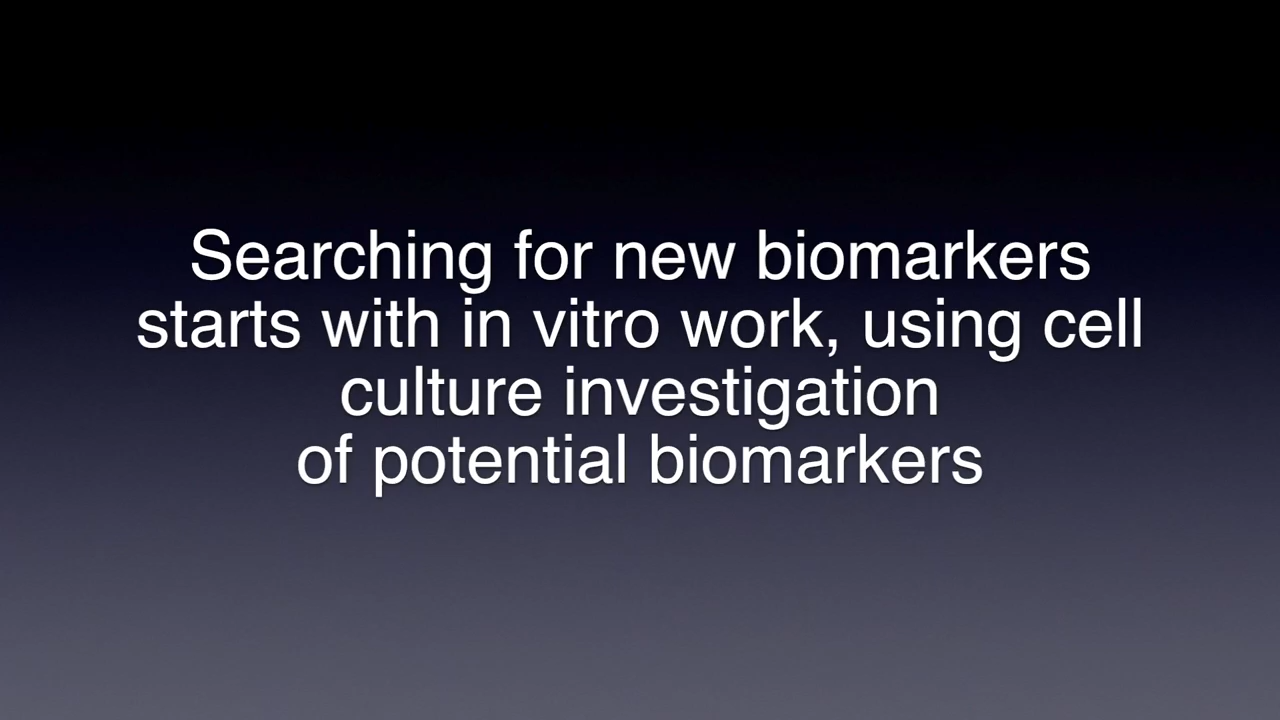 Searching for new biomarkers
starts with in vitro work, using cell
culture investigation
of potential biomarkers